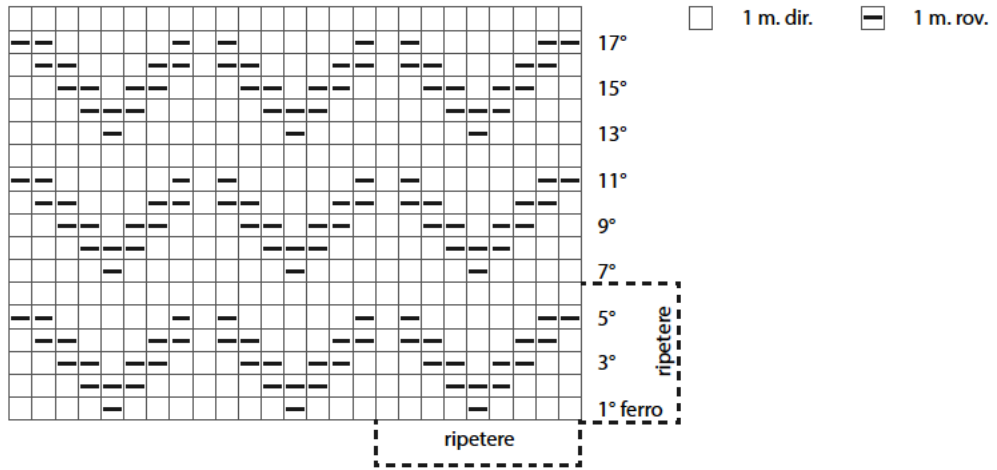 1 m. dir.
1 m. rov.
17°
15°
13°
11°
9°
7°
5°
3°
1° ferro
ripetere
ripetere